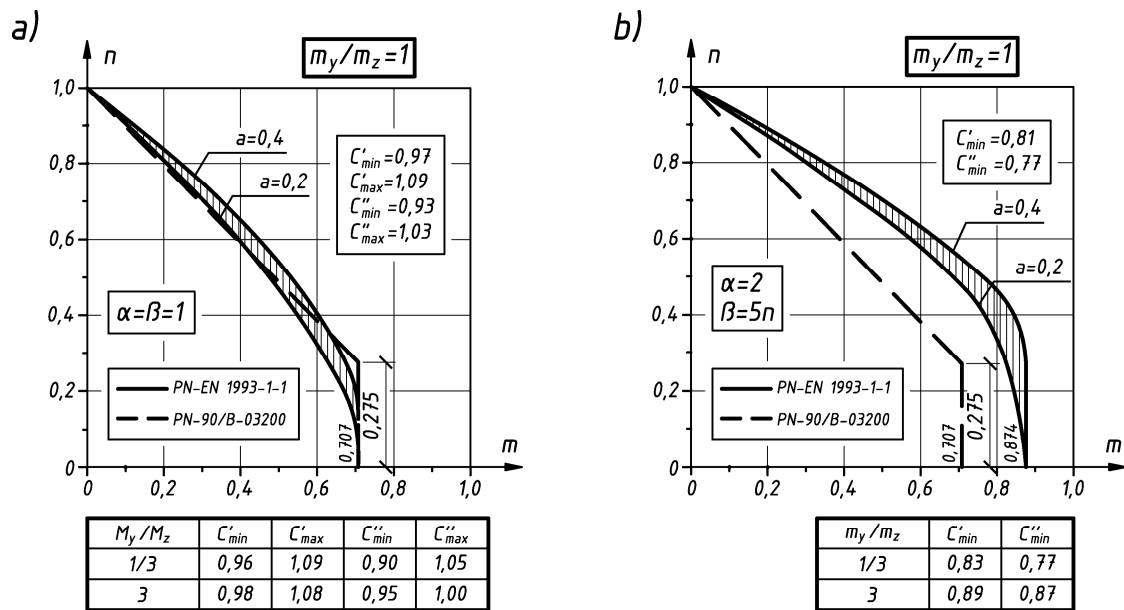 a)
n
m_y/m_z=1
1,0
a=0,4
0,8
a=0,2
C'_min=0,97
C'_max=1,09
C''_min=0,93
C''_max=1,03
0,6
0,4
α=β=1
0,2
PN-EN 1993-1-1
PN-90/B-03200
0,707
0,275
m
0
0 0,2 0,4 0,6 0,8 1,0
M_y/M_z C'_min C'_max C''_min C''_max
1/3 0,96 1,09 0,90 1,05
3 0,98 1,08 0,95 1,00
b)
n
m_y/m_z=1
1,0
C'_min=0,81
C''_min=0,77
0,8
a=0,4
0,6
a=0,2
α=2
β=5n
0,4
0,2
PN-EN 1993-1-1
PN-90/B-03200
0,707
0,275
0,874
m
0
0 0,2 0,4 0,6 0,8 1,0
m_y/m_z C'_min C''_min
1/3 0,83 0,77
3 0,89 0,87